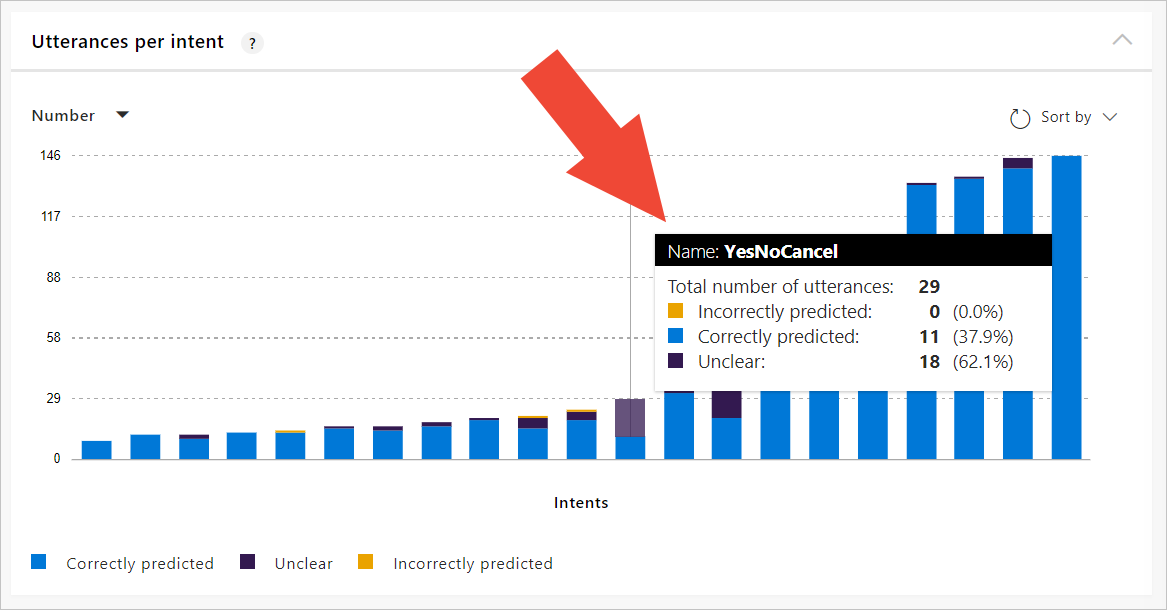 Utterances per intent ?
Number
Sort by
146
117
88
58
29
0
Name: YesNoCancel
Total number of utterances: 29
Incorrectly predicted: 0 (0.0%)
Correctly predicted: 11 (37.9%)
Unclear: 18 (62.1%)
Intents
Correctly predicted Unclear Incorrectly predicted